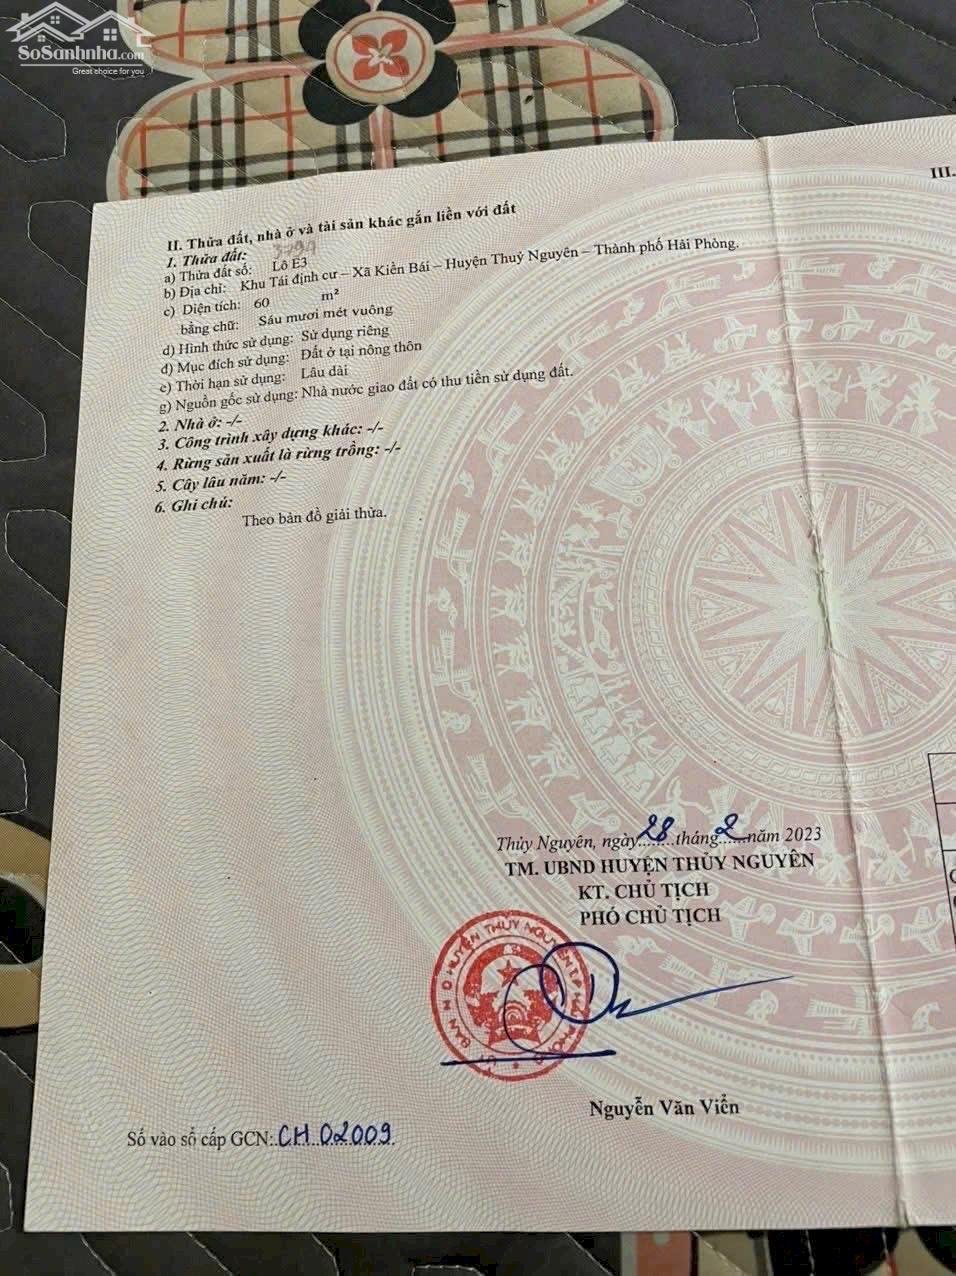 SoSanhnha.com
Great choice for you
III.
II. Thửa đất, nhà ở và tài sản khác gắn liền với đất
1. Thửa đất:
a) Thửa đất số: Lô E3
b) Địa chỉ: Khu Tái định cư – Xã Kiền Bái – Huyện Thuỷ Nguyên – Thành phố Hải Phòng.
c) Diện tích: 60 m²
bằng chữ: Sáu mươi mét vuông
d) Hình thức sử dụng: Sử dụng riêng
đ) Mục đích sử dụng: Đất ở tại nông thôn
e) Thời hạn sử dụng: Lâu dài
g) Nguồn gốc sử dụng: Nhà nước giao đất có thu tiền sử dụng đất.
2. Nhà ở: -/-
3. Công trình xây dựng khác: -/-
4. Rừng sản xuất là rừng trồng: -/-
5. Cây lâu năm: -/-
6. Ghi chú:
Theo bản đồ giải thửa.
Thủy Nguyên, ngày 28 tháng 2 năm 2023
TM. UBND HUYỆN THỦY NGUYÊN
KT. CHỦ TỊCH
PHÓ CHỦ TỊCH
Nguyễn Văn Viển
Số vào sổ cấp GCN: CH 02009